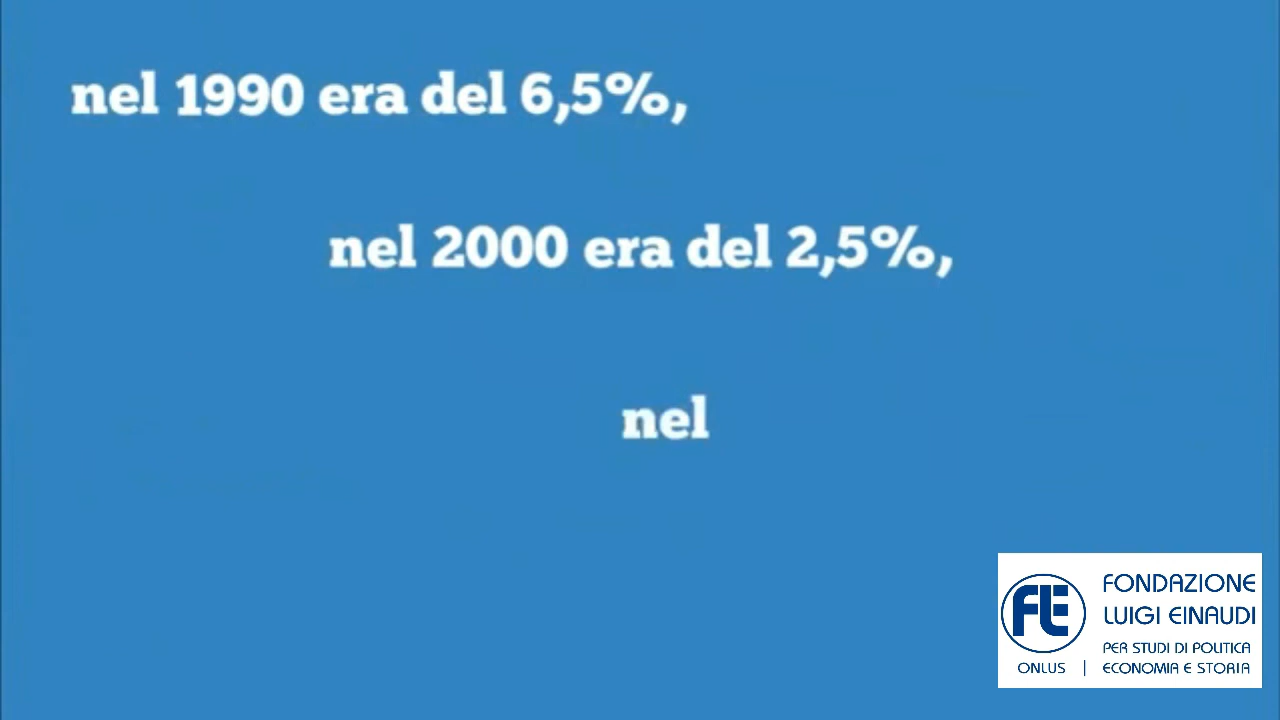 nel 1990 era del 6,5%,
nel 2000 era del 2,5%,
nel
FE
FONDAZIONE
LUIGI EINAUDI
PER STUDI DI POLITICA
ONLUS | ECONOMIA E STORIA